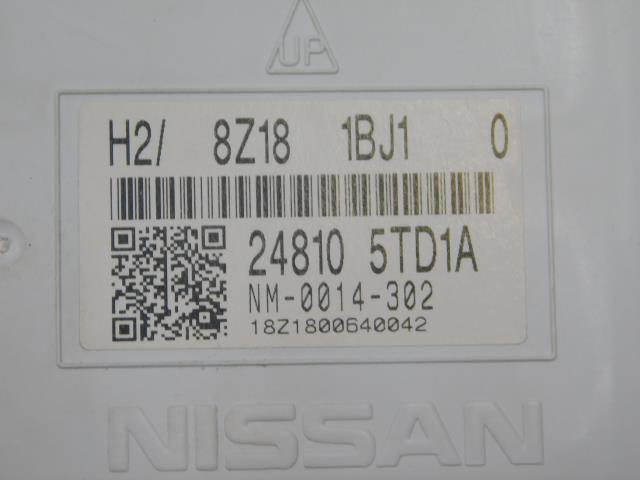 UP
H2/ 8Z18 1BJ1 0
24810 5TD1A
NM-0014-302
18Z1800640042
NISSAN